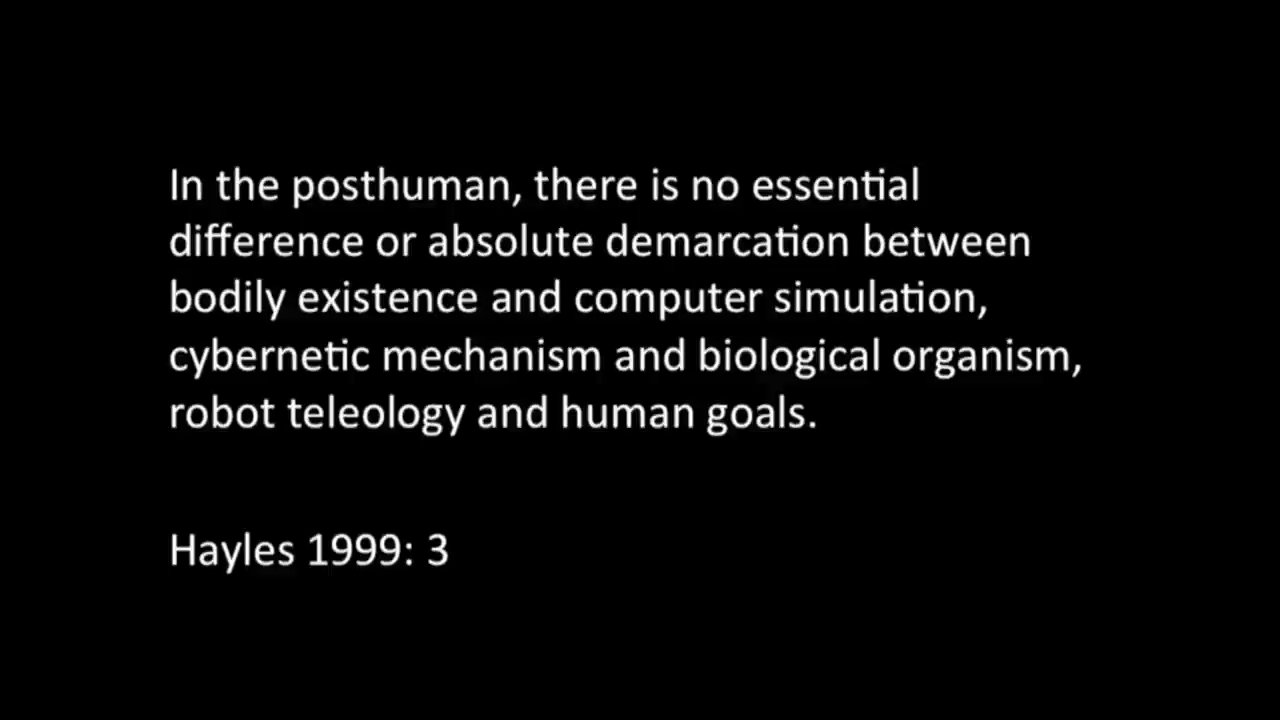 In the posthuman, there is no essential
difference or absolute demarcation between
bodily existence and computer simulation,
cybernetic mechanism and biological organism,
robot teleology and human goals.
Hayles 1999: 3